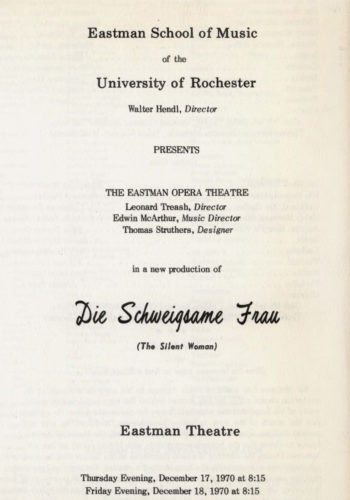 Eastman School of Music
of the
University of Rochester
Walter Hendl, Director
PRESENTS
THE EASTMAN OPERA THEATRE
Leonard Treash, Director
Edwin McArthur, Music Director
Thomas Struthers, Designer
in a new production of
Die Schweigsame Frau
(The Silent Woman)
Eastman Theatre
Thursday Evening, December 17, 1970 at 8:15
Friday Evening, December 18, 1970 at 8:15